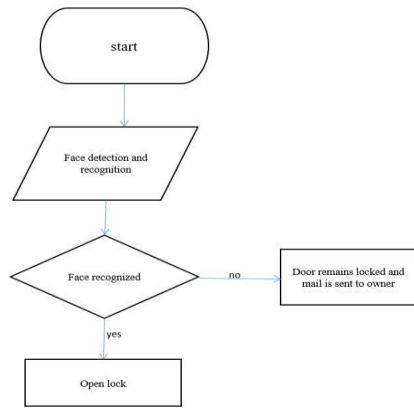 start
Face detection and
recognition
Face recognized
no
Door remains locked and
mail is sent to owner
yes
Open lock